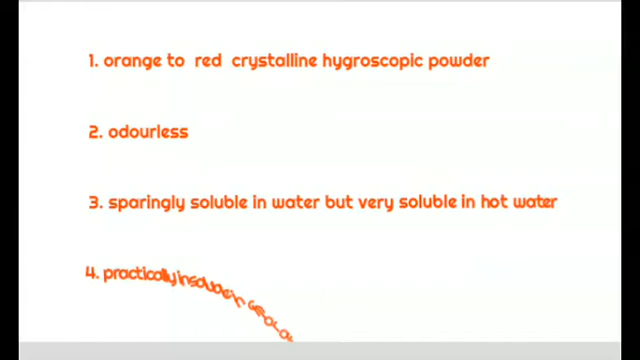 1. orange to red crystalline hygroscopic powder
2. odourless
3. sparingly soluble in water but very soluble in hot water
4. practically in